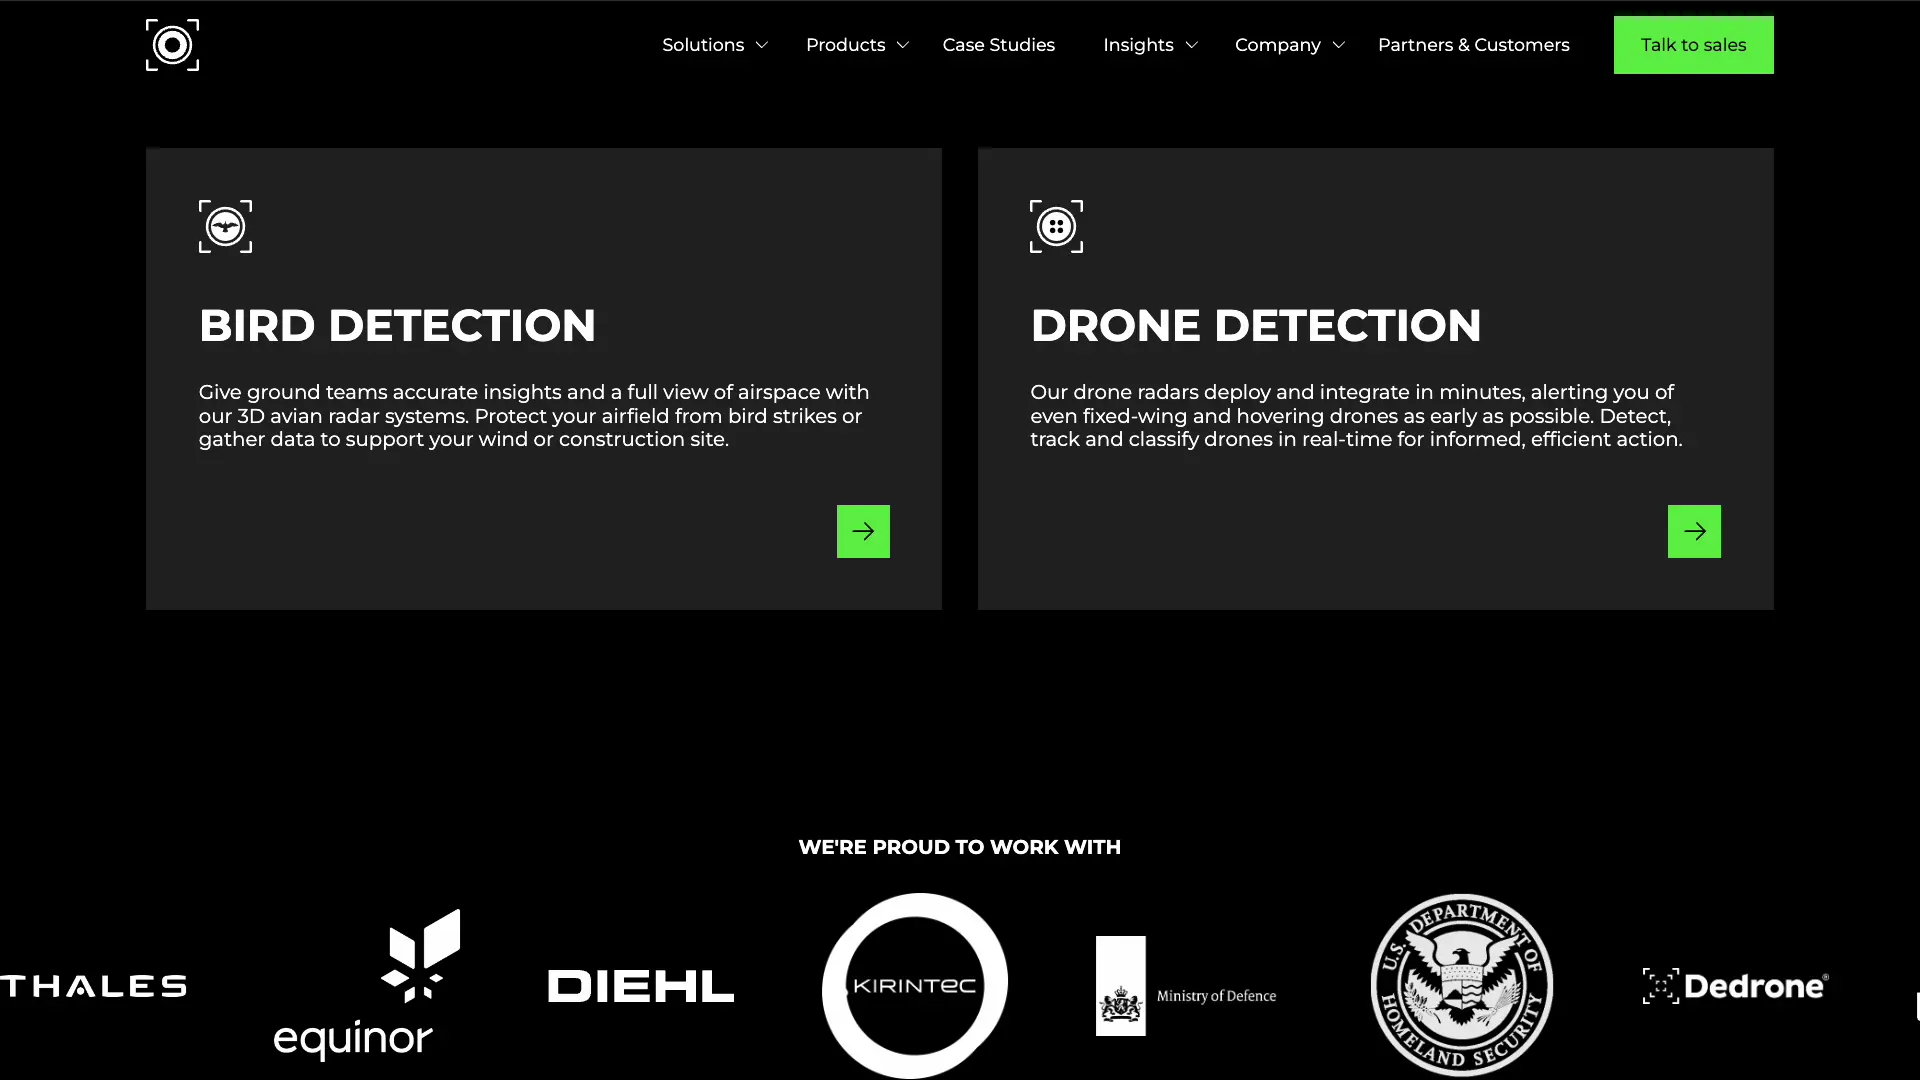 Solutions
Products
Case Studies
Insights
Company
Partners & Customers
Talk to sales
BIRD DETECTION
Give ground teams accurate insights and a full view of airspace with
our 3D avian radar systems. Protect your airfield from bird strikes or
gather data to support your wind or construction site.
DRONE DETECTION
Our drone radars deploy and integrate in minutes, alerting you of
even fixed-wing and hovering drones as early as possible. Detect,
track and classify drones in real-time for informed, efficient action.
WE'RE PROUD TO WORK WITH
THALES
equinor
DIEHL
KIRINTEC
Ministry of Defence
U.S. DEPARTMENT OF
HOMELAND SECURITY
Dedrone®